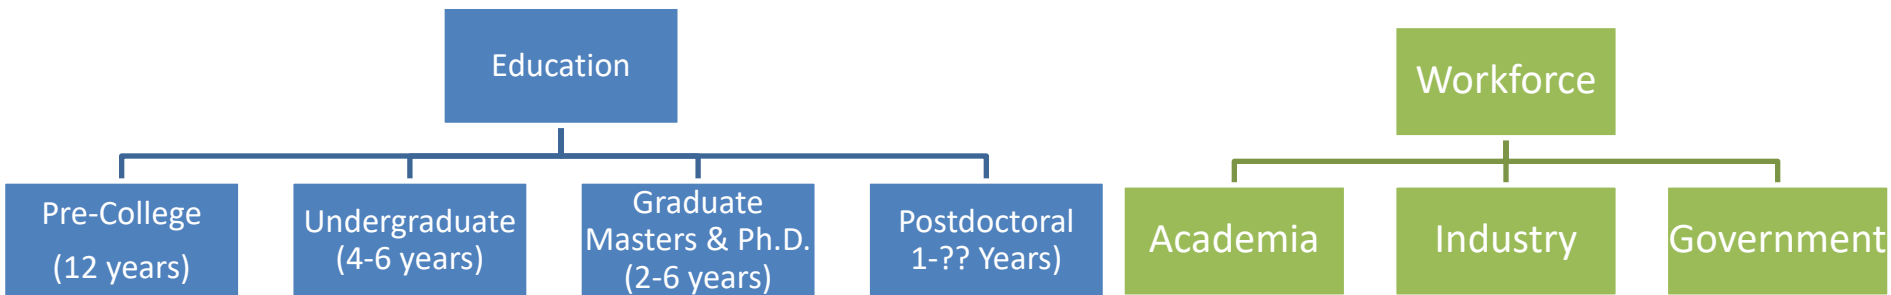 Education
Pre-College
(12 years)
Undergraduate
(4-6 years)
Graduate
Masters & Ph.D.
(2-6 years)
Postdoctoral
1-?? Years)
Workforce
Academia
Industry
Government